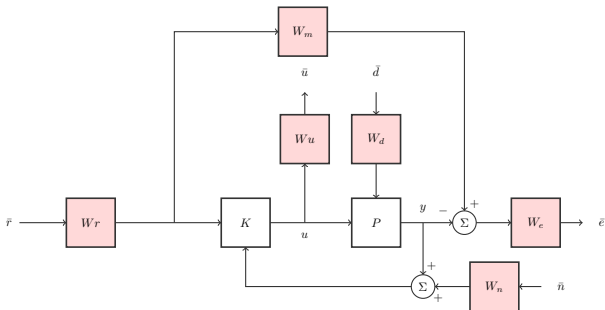 W_m
ũ
d̃
Wu
W_d
r̃
Wr
K
u
P
y
−
+
Σ
W_e
ẽ
+
Σ
+
W_n
ñ